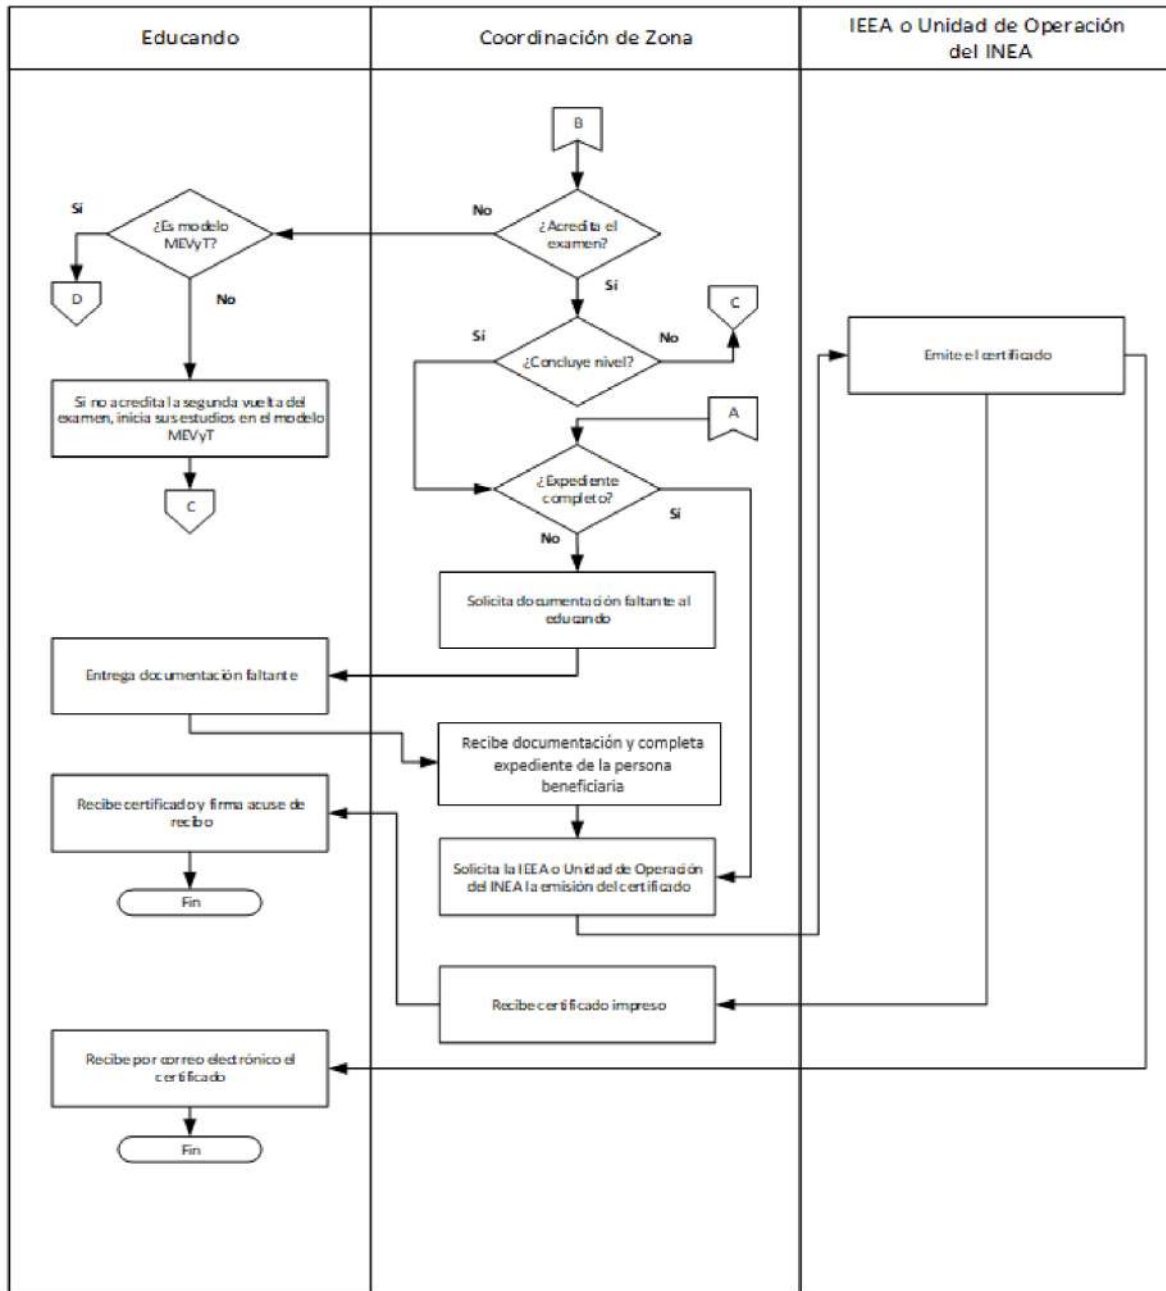 Educando
Coordinación de Zona
IEEA o Unidad de Operación
del INEA
B
Sí
¿Es modelo
MEVyT?
No
¿Acredita el
examen?
D
No
Sí
C
Sí
¿Concluye nivel?
No
Emite el certificado
Si no acredita la segunda vuelta del
examen, inicia sus estudios en el modelo
MEVyT
A
C
¿Expediente
completo?
Sí
No
Solicita documentación faltante al
educando
Entrega documentación faltante
Recibe documentación y completa
expediente de la persona
beneficiaria
Recibe certificado y firma acuse de
recibo
Solicita la IEEA o Unidad de Operación
del INEA la emisión del certificado
Fin
Recibe certificado impreso
Recibe por correo electrónico el
certificado
Fin